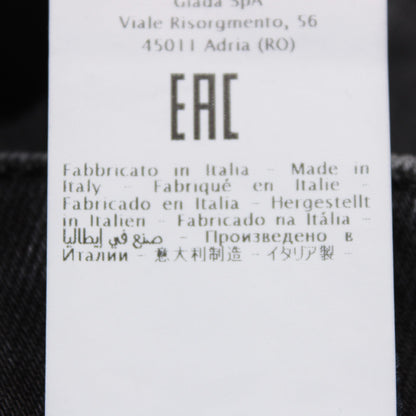 Giada SpA
Viale Risorgmento, 56
45011 Adria (RO)
EAC
Fabbricato in Italia - Made in
Italy - Fabriqué en Italie -
Fabricado en Italia - Hergestellt
in Italien - Fabricado na Itália -
صنع في إيطاليا - Произведено в
Италии - 意大利制造 - イタリア製 -